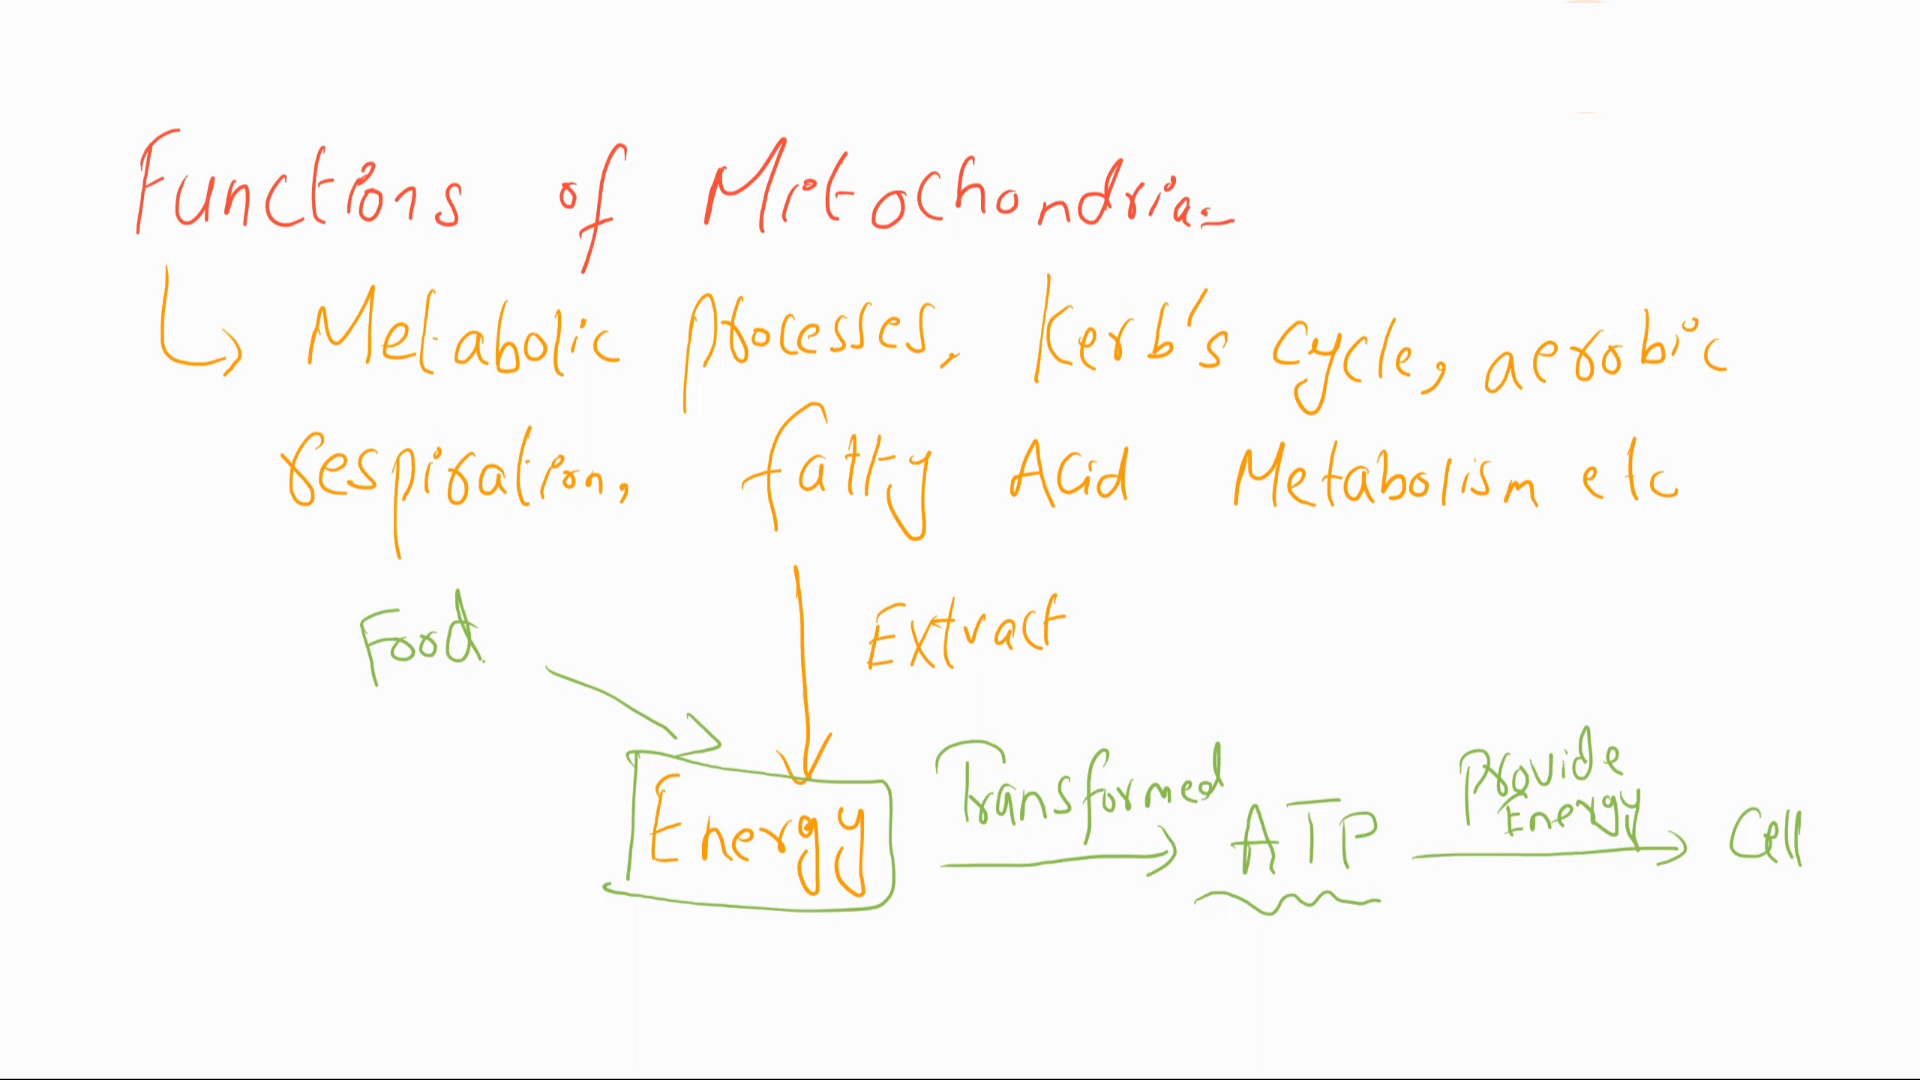 Functions of Mitochondria:-
Metabolic processes, Kerb's cycle, aerobic
respiration, fatty Acid Metabolism etc
Food
Extract
Energy
Transformed
ATP
Provide
Energy
Cell